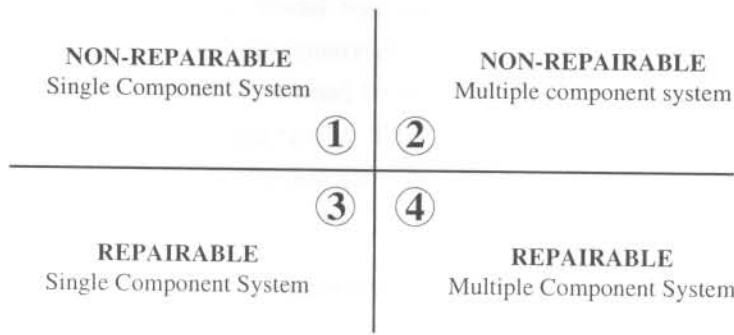 NON-REPAIRABLE
Single Component System
1
NON-REPAIRABLE
Multiple component system
2
3
REPAIRABLE
Single Component System
4
REPAIRABLE
Multiple Component System